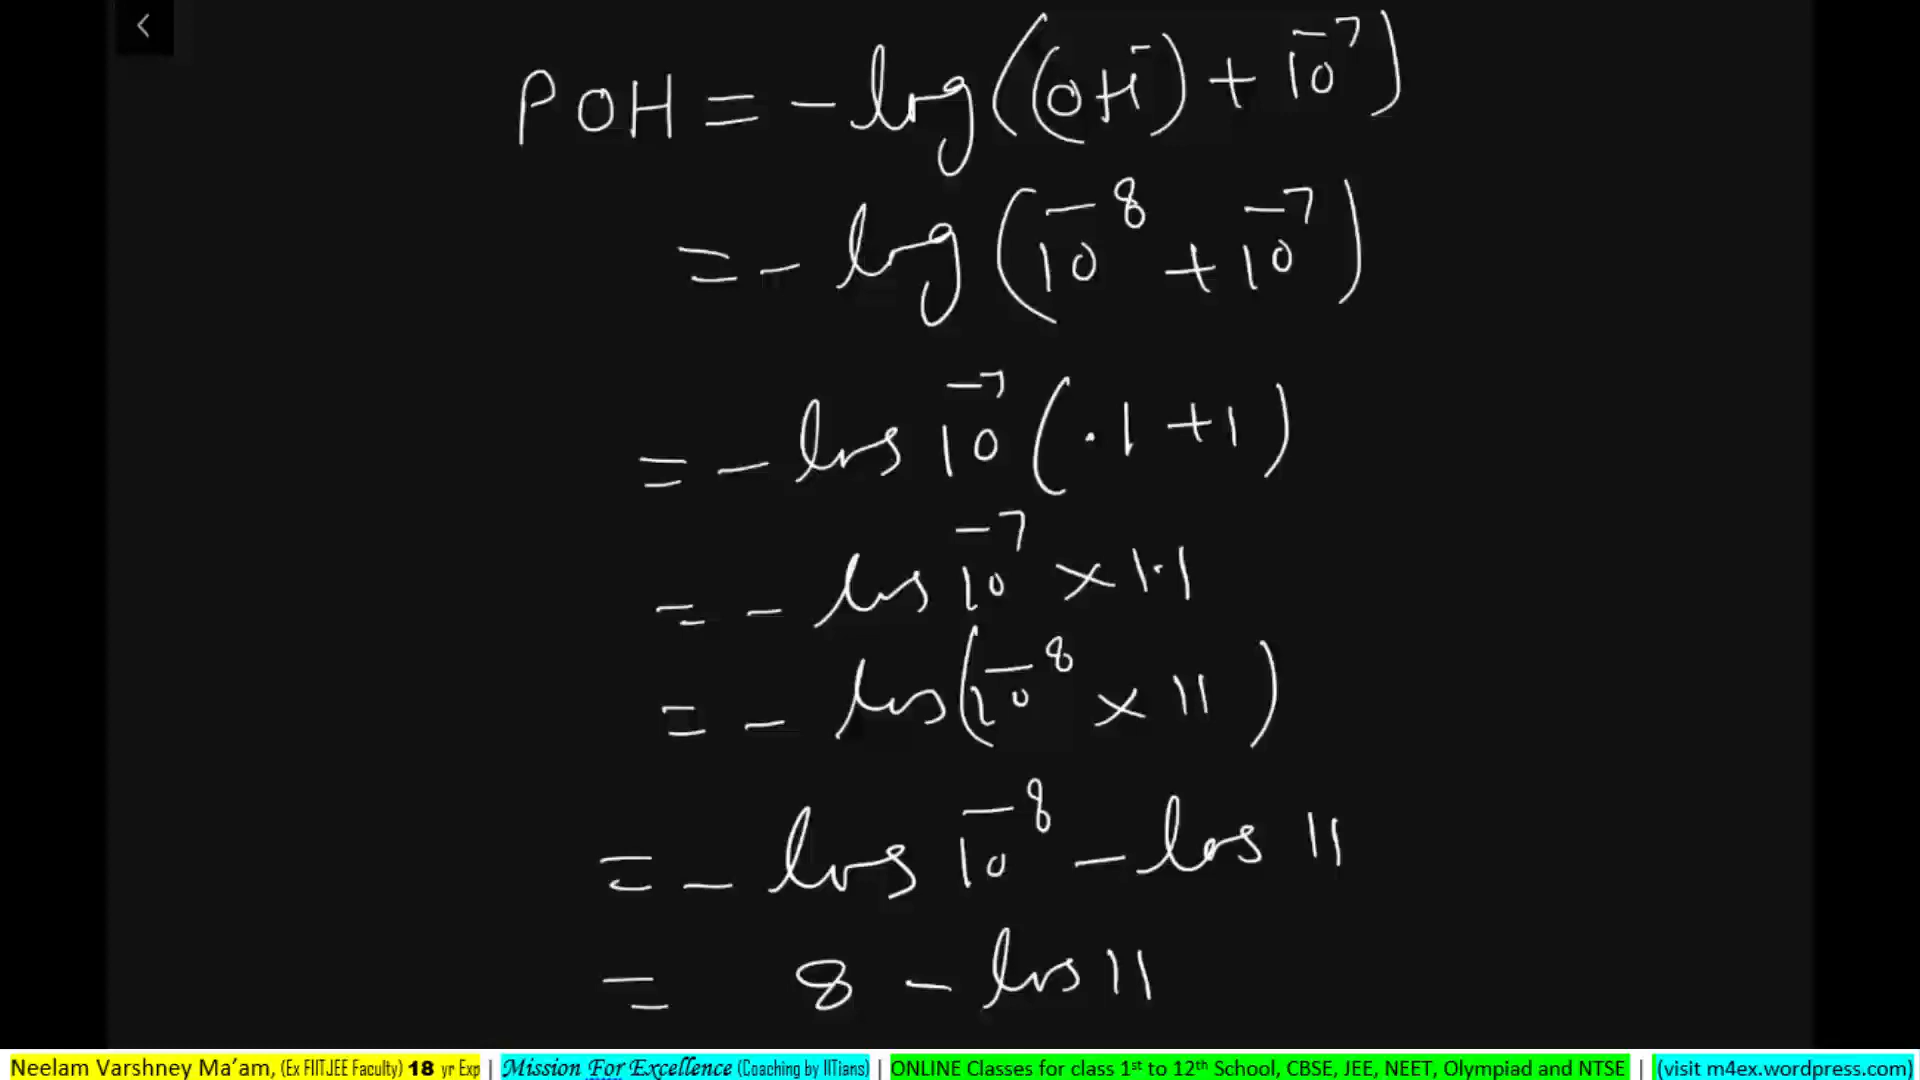 POH = - log ((OH⁻) + 10⁻⁷)
= - log (10⁻⁸ + 10⁻⁷)
= - log 10⁻⁷ (.1 + 1)
= - log 10⁻⁷ × 1.1
= - log (10⁻⁸ × 11)
= - log 10⁻⁸ - log 11
= 8 - log 11
Neelam Varshney Ma’am, (Ex FIITJEE Faculty) 18 yr Exp | Mission For Excellence (Coaching by IITians) | ONLINE Classes for class 1st to 12th School, CBSE, JEE, NEET, Olympiad and NTSE | (visit m4ex.wordpress.com)